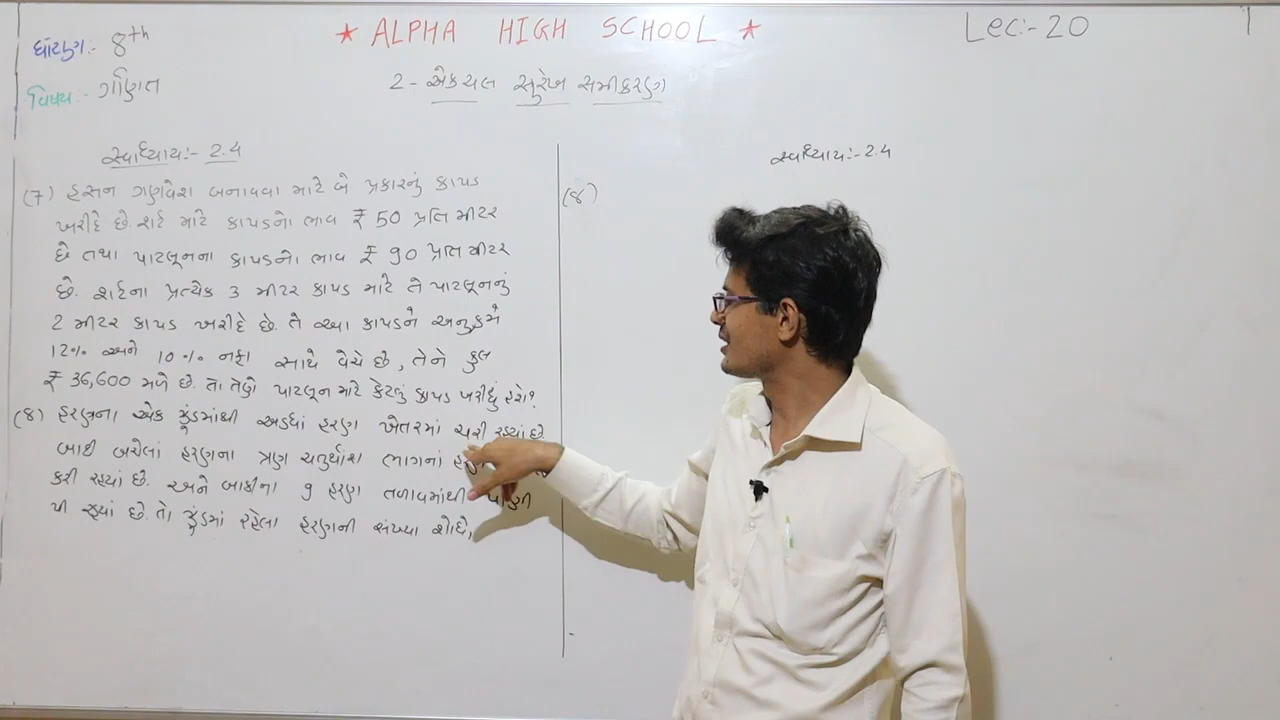 ★ ALPHA HIGH SCHOOL ★
Lec:- 20
ધોરણ:- 8th
વિષય:- ગણિત
2 - એકચલ સુરેખ સમીકરણ
સ્વાધ્યાય:- 2.4
(7) હસન ગણવેશ બનાવવા માટે બે પ્રકારનું કાપડ
ખરીદે છે. શર્ટ માટે કાપડનો ભાવ ₹ 50 પ્રતિ મીટર
છે તથા પાટલૂનના કાપડનો ભાવ ₹ 90 પ્રતિ મીટર
છે. શર્ટના પ્રત્યેક 3 મીટર કાપડ માટે તે પાટલૂનનું
2 મીટર કાપડ ખરીદે છે. તે આ કાપડને અનુક્રમે
12% અને 10% નફા સાથે વેચે છે, તેને કુલ
₹ 36,600 મળે છે. તો તેણે પાટલૂન માટે કેટલું કાપડ ખરીદ્યું હશે?
(8) હરણના એક ઝુંડમાંથી અડધાં હરણ ખેતરમાં ચરી રહ્યાં છે.
બાકી બચેલાં હરણના ત્રણ ચતુર્થાંશ ભાગનાં
કરી રહ્યાં છે. અને બાકીના 9 હરણ તળાવમાંથી પાણી
પી રહ્યાં છે. તો ઝુંડમાં રહેલા હરણની સંખ્યા શોધો.
સ્વાધ્યાય:- 2.4
(8)